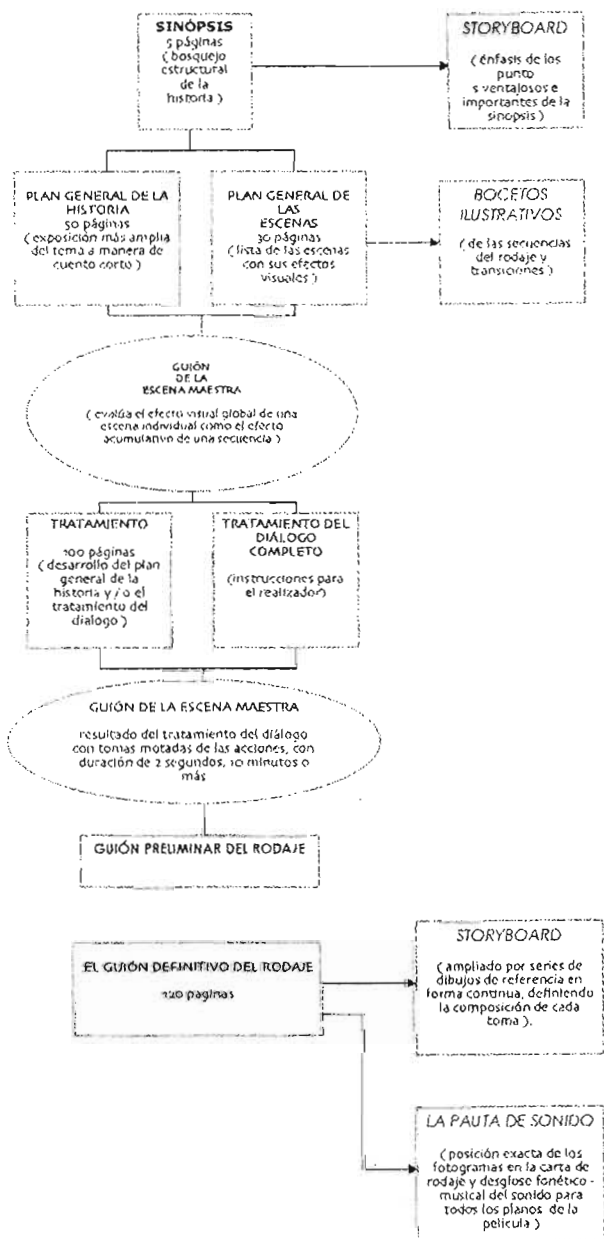 SINÓPSIS
5 páginas
( bosquejo
estructural
de la
historia )
STORYBOARD
( énfasis de los
punto
s ventajosos e
importantes de la
sinopsis )
PLAN GENERAL DE LA
HISTORIA
50 páginas
( exposición más amplia
del tema a manera de
cuento corto )
PLAN GENERAL DE
LAS
ESCENAS
30 páginas
( lista de las escenas
con sus efectos
visuales )
BOCETOS
ILUSTRATIVOS
( de las secuencias
del rodaje y
transiciones )
GUIÓN
DE LA
ESCENA MAESTRA
( evalúa el efecto visual global de una
escena individual como el efecto
acumulativo de una secuencia )
TRATAMIENTO
100 páginas
( desarrollo del plan
general de la
historia y / o el
tratamiento del
dialogo )
TRATAMIENTO DEL
DIÁLOGO
COMPLETO
(instrucciones para
el realizador)
GUIÓN DE LA ESCENA MAESTRA
resultado del tratamiento del diálogo
con tomas motadas de las acciones, con
duración de 2 segundos, 10 minutos o
más
GUIÓN PRELIMINAR DEL RODAJE
EL GUIÓN DEFINITIVO DEL RODAJE
120 paginas
STORYBOARD
( ampliado por series de
dibujos de referencia en
forma continua, definiendo
la composición de cada
toma ).
LA PAUTA DE SONIDO
( posición exacta de los
fotogramas en la carta de
rodaje y desglose fonético -
musical del sonido para
todos los planos de la
pelicula )